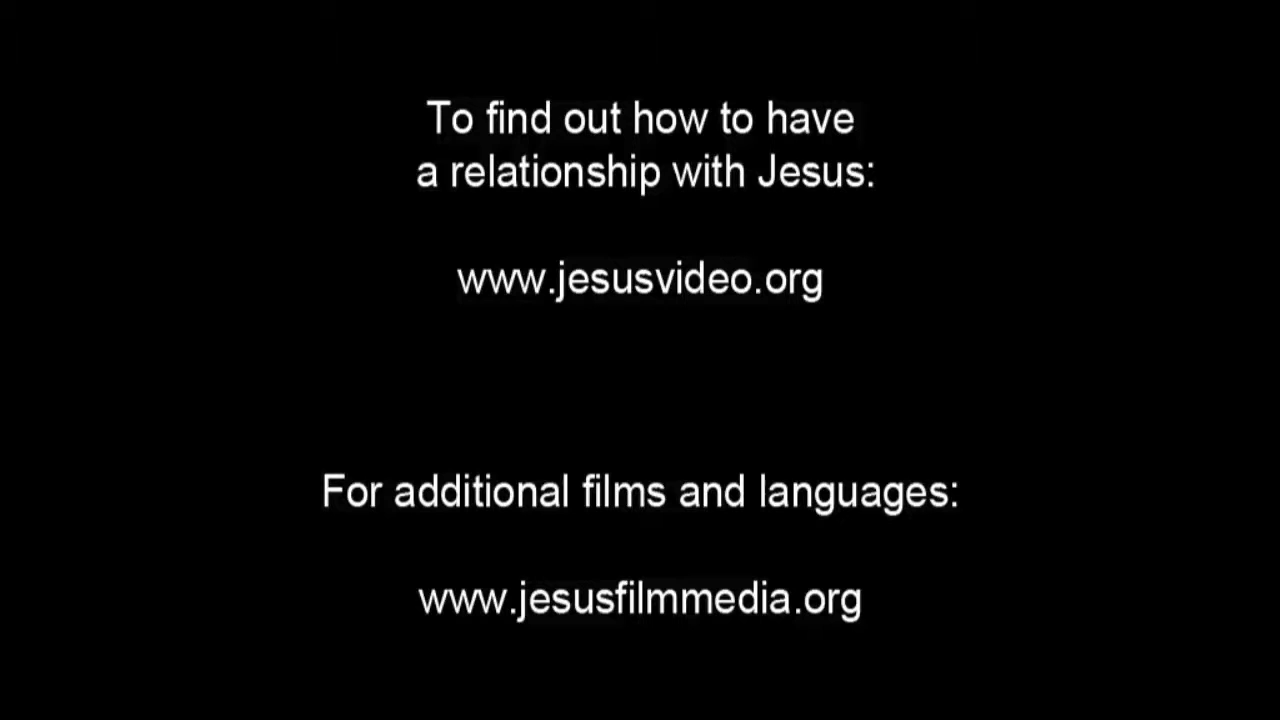 To find out how to have
a relationship with Jesus:
www.jesusvideo.org
For additional films and languages:
www.jesusfilmmedia.org